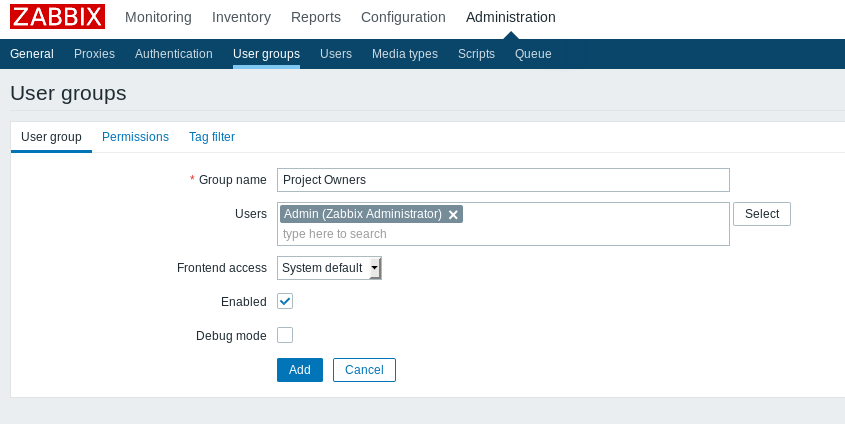 ZABBIX Monitoring Inventory Reports Configuration Administration
General Proxies Authentication User groups Users Media types Scripts Queue
User groups
User group Permissions Tag filter
* Group name Project Owners
Users Admin (Zabbix Administrator) Select
type here to search
Frontend access System default
Enabled
Debug mode
Add Cancel